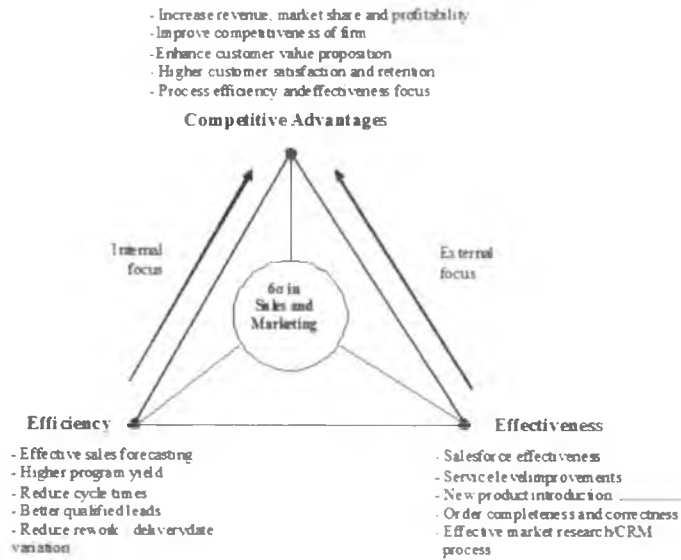 - Increase revenue, market share and profitability
- Improve competitiveness of firm
- Enhance customer value proposition
- Higher customer satisfaction and retention
- Process efficiency and effectiveness focus
Competitive Advantages
Internal
focus
External
focus
6σ in
Sales and
Marketing
Efficiency
- Effective sales forecasting
- Higher program yield
- Reduce cycle times
- Better qualified leads
- Reduce rework / delivery date
variation
Effectiveness
- Salesforce effectiveness
- Service level improvements
- New product introduction
- Order completeness and correctness
- Effective market research/CRM
process